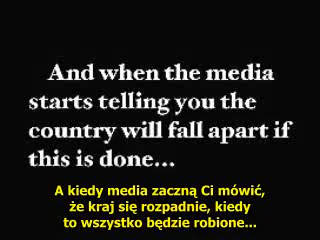 And when the media
starts telling you the
country will fall apart if
this is done...
A kiedy media zaczną Ci mówić,
że kraj się rozpadnie, kiedy
to wszystko będzie robione...